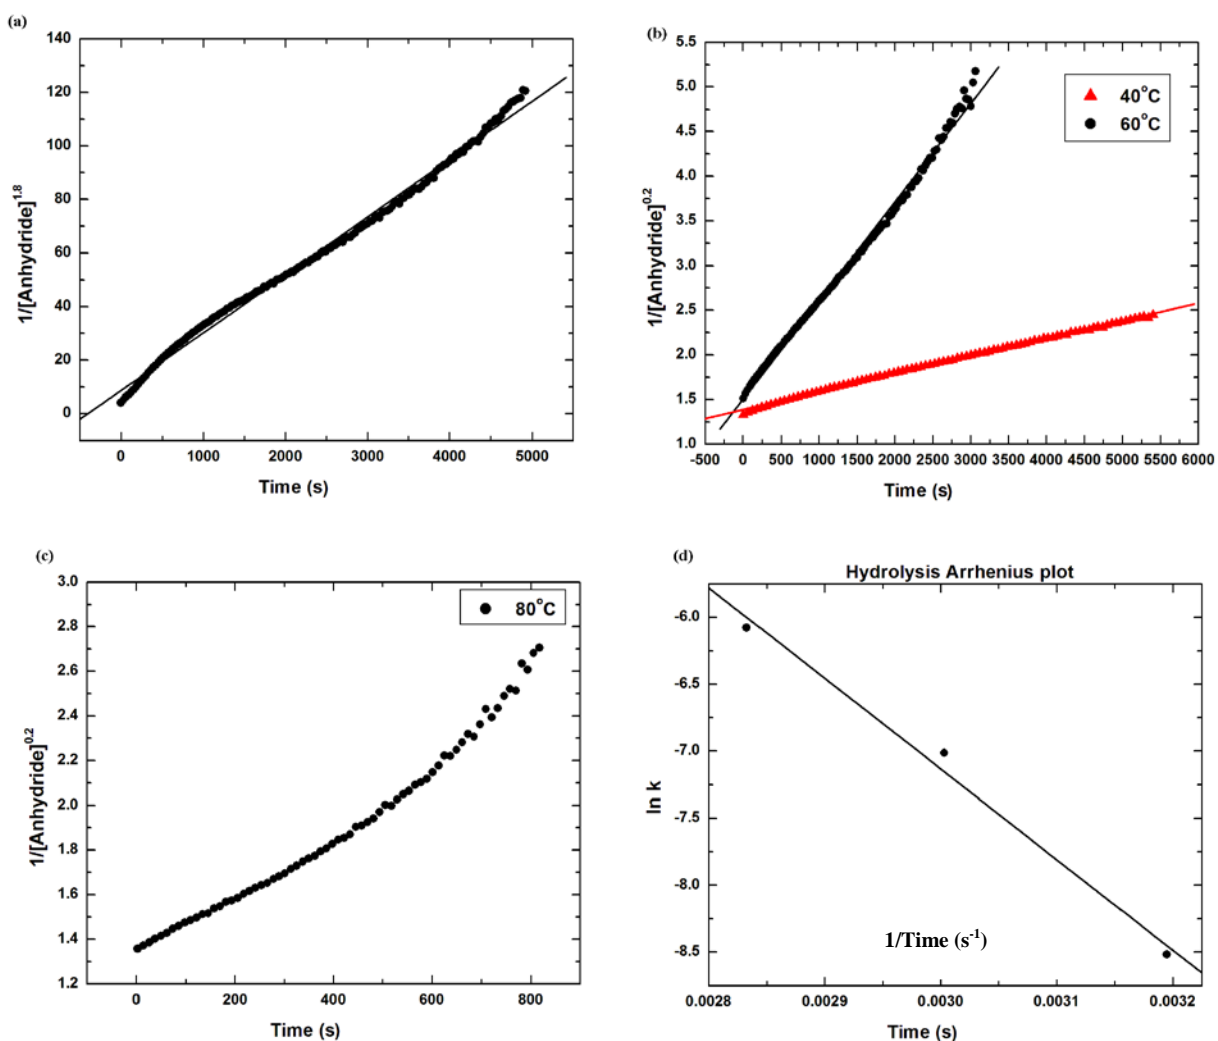 (a)
140
120
100
80
60
40
20
0
1/[Anhydride]^1.8
0 1000 2000 3000 4000 5000
Time (s)
(b)
5.5
5.0
4.5
4.0
3.5
3.0
2.5
2.0
1.5
1.0
1/[Anhydride]^0.2
40°C
60°C
-500 0 500 1000 1500 2000 2500 3000 3500 4000 4500 5000 5500 6000
Time (s)
(c)
3.0
2.8
2.6
2.4
2.2
2.0
1.8
1.6
1.4
1.2
1/[Anhydride]^0.2
80°C
0 200 400 600 800
Time (s)
(d)
Hydrolysis Arrhenius plot
-6.0
-6.5
-7.0
-7.5
-8.0
-8.5
ln k
1/Time (s^-1)
0.0028 0.0029 0.0030 0.0031 0.0032
Time (s)